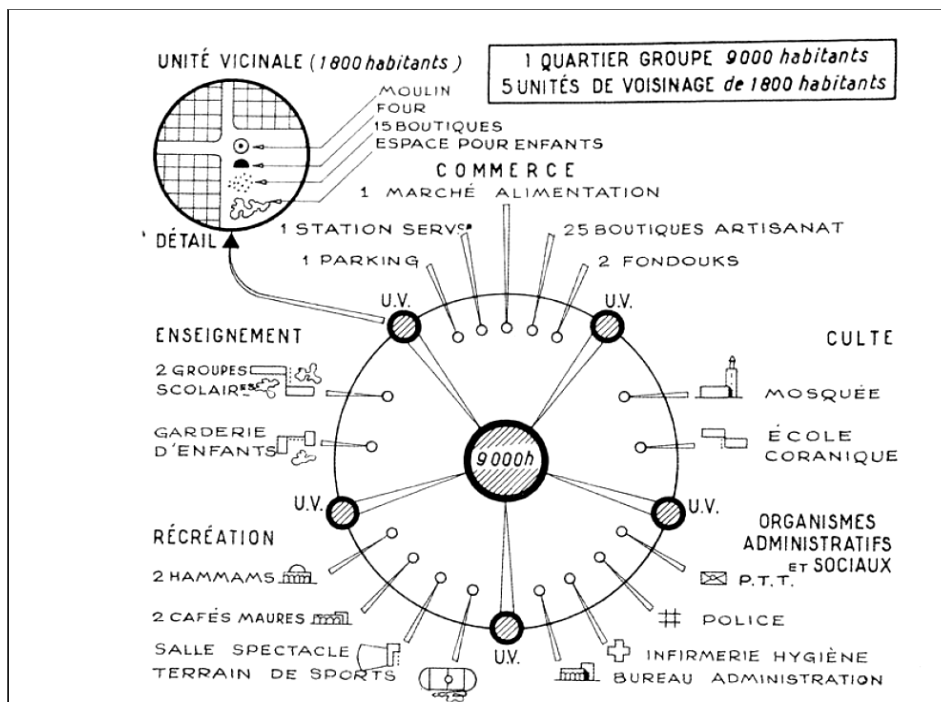 UNITÉ VICINALE (1800 habitants)
1 QUARTIER GROUPE 9000 habitants
5 UNITÉS DE VOISINAGE de 1800 habitants
MOULIN
FOUR
15 BOUTIQUES
ESPACE POUR ENFANTS
DÉTAIL
COMMERCE
1 MARCHÉ ALIMENTATION
1 STATION SERVCE
25 BOUTIQUES ARTISANAT
1 PARKING
2 FONDOUKS
U.V.
U.V.
ENSEIGNEMENT
2 GROUPES
SCOLAIRES
GARDERIE
D'ENFANTS
CULTE
MOSQUÉE
ÉCOLE
CORANIQUE
9000h
U.V.
U.V.
RÉCRÉATION
2 HAMMAMS
2 CAFÉS MAURES
SALLE SPECTACLE
TERRAIN DE SPORTS
ORGANISMES
ADMINISTRATIFS
ET SOCIAUX
P.T.T.
POLICE
INFIRMERIE HYGIÈNE
BUREAU ADMINISTRATION
U.V.